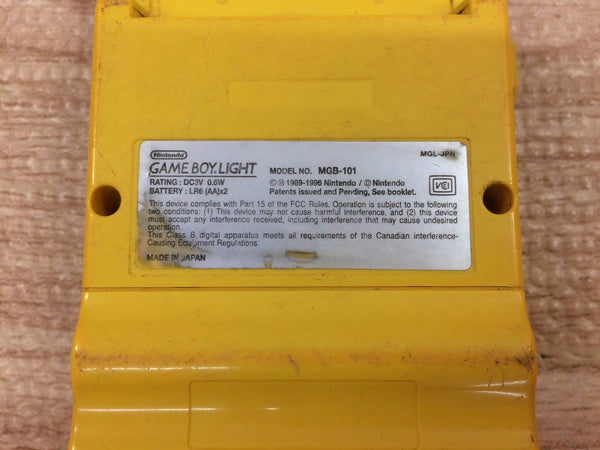 Nintendo
GAME BOY LIGHT
MODEL NO. MGB-101
MGL-JPN
RATING : DC3V 0.6W
BATTERY : LR6 (AA)x2
©Ⓜ 1989-1996 Nintendo / Ⓙ Nintendo
Patents issued and Pending, See booklet.
VCI
This device complies with Part 15 of the FCC Rules. Operation is subject to the following
two conditions: (1) This device may not cause harmful interference, and (2) this device
must accept any interference received, including interference that may cause undesired
operation.
This Class B digital apparatus meets all requirements of the Canadian interference-
Causing Equipment Regulations.
MADE IN JAPAN